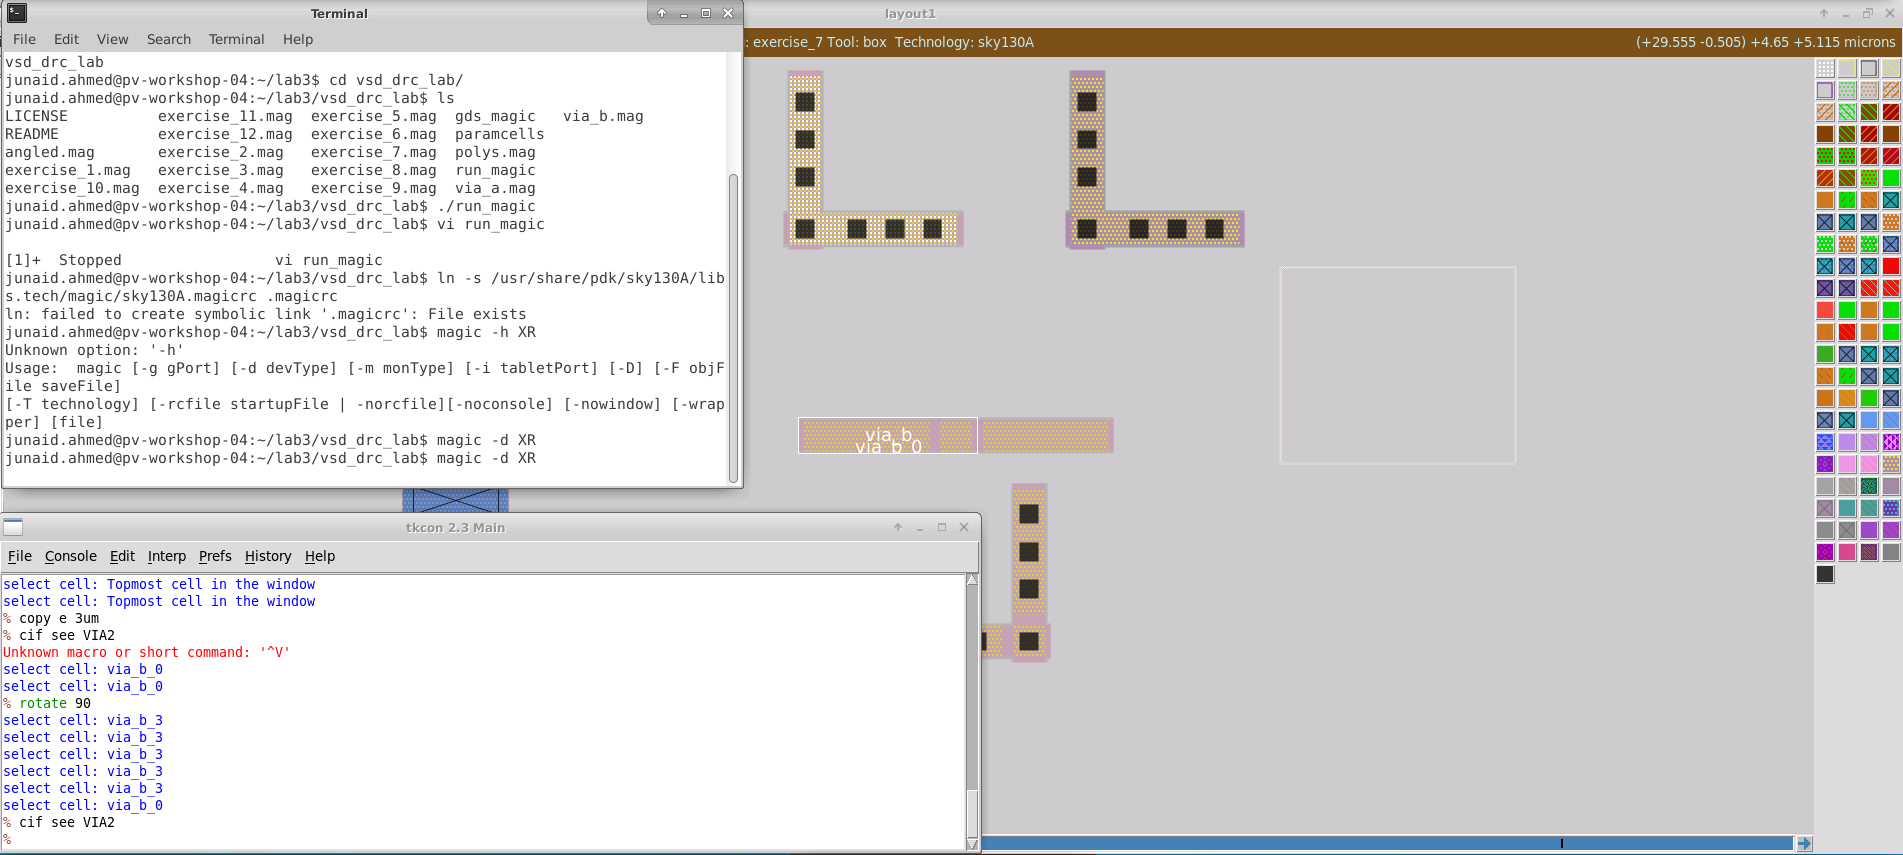 Terminal
File Edit View Search Terminal Help
vsd_drc_lab
junaid.ahmed@pv-workshop-04:~/lab3$ cd vsd_drc_lab/
junaid.ahmed@pv-workshop-04:~/lab3/vsd_drc_lab$ ls
LICENSE exercise_11.mag exercise_5.mag gds_magic via_b.mag
README exercise_12.mag exercise_6.mag paramcells
angled.mag exercise_2.mag exercise_7.mag polys.mag
exercise_1.mag exercise_3.mag exercise_8.mag run_magic
exercise_10.mag exercise_4.mag exercise_9.mag via_a.mag
junaid.ahmed@pv-workshop-04:~/lab3/vsd_drc_lab$ ./run_magic
junaid.ahmed@pv-workshop-04:~/lab3/vsd_drc_lab$ vi run_magic
[1]+ Stopped vi run_magic
junaid.ahmed@pv-workshop-04:~/lab3/vsd_drc_lab$ ln -s /usr/share/pdk/sky130A/lib
s.tech/magic/sky130A.magicrc .magicrc
ln: failed to create symbolic link '.magicrc': File exists
junaid.ahmed@pv-workshop-04:~/lab3/vsd_drc_lab$ magic -h XR
Unknown option: '-h'
Usage: magic [-g gPort] [-d devType] [-m monType] [-i tabletPort] [-D] [-F objF
ile saveFile]
[-T technology] [-rcfile startupFile | -norcfile][-noconsole] [-nowindow] [-wrap
per] [file]
junaid.ahmed@pv-workshop-04:~/lab3/vsd_drc_lab$ magic -d XR
junaid.ahmed@pv-workshop-04:~/lab3/vsd_drc_lab$ magic -d XR
layout1
: exercise_7 Tool: box Technology: sky130A (+29.555 -0.505) +4.65 +5.115 microns
via_b
via_b_0
tkcon 2.3 Main
File Console Edit Interp Prefs History Help
select cell: Topmost cell in the window
select cell: Topmost cell in the window
% copy e 3um
% cif see VIA2
Unknown macro or short command: '^V'
select cell: via_b_0
select cell: via_b_0
% rotate 90
select cell: via_b_3
select cell: via_b_3
select cell: via_b_3
select cell: via_b_3
select cell: via_b_3
select cell: via_b_0
% cif see VIA2
%